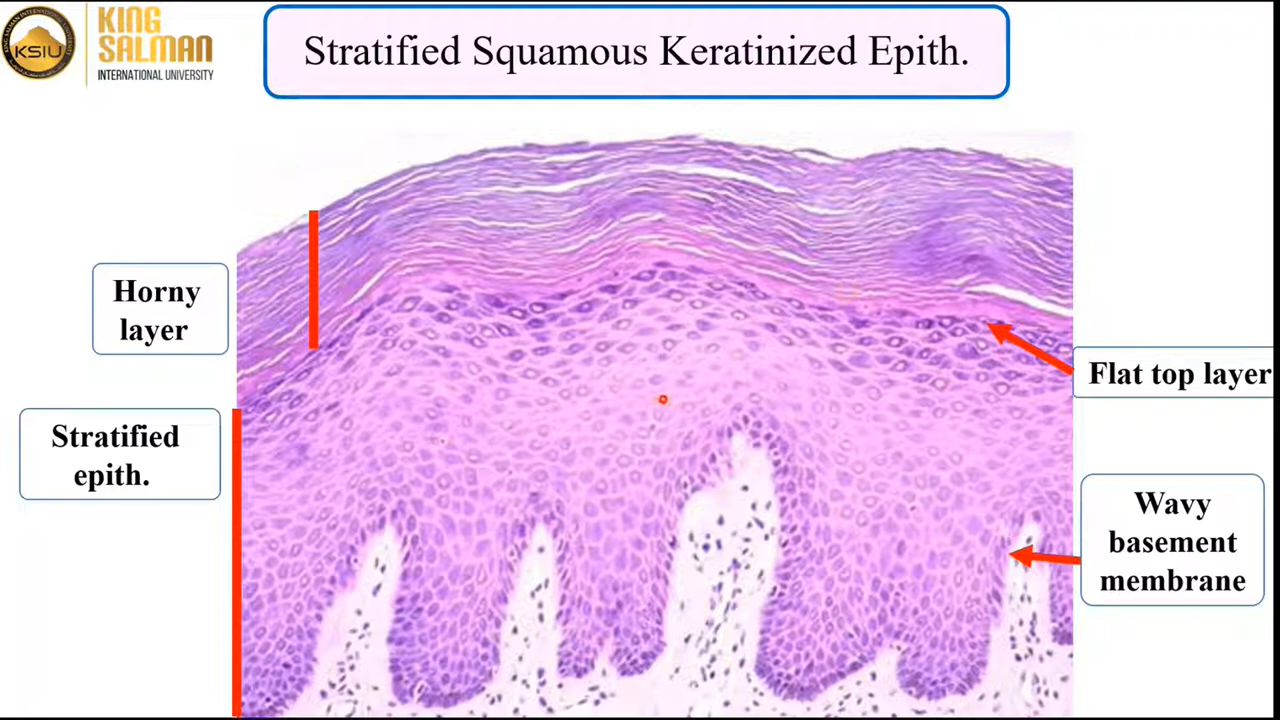 KING
SALMAN
INTERNATIONAL UNIVERSITY
KSIU
Stratified Squamous Keratinized Epith.
Horny
layer
Flat top layer
Stratified
epith.
Wavy
basement
membrane